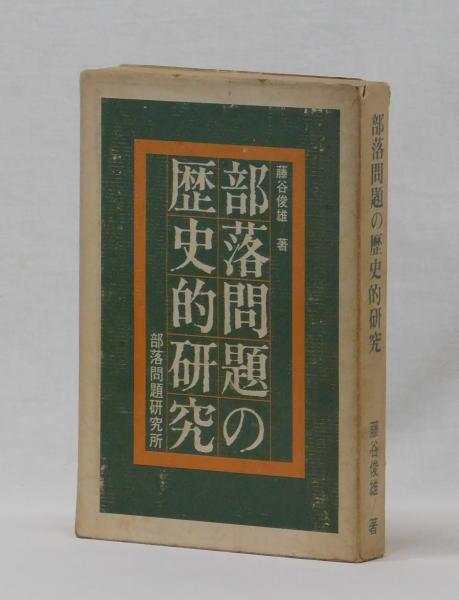 藤谷俊雄 著
部落問題の
歴史的研究
部落問題研究所
部落問題の歴史的研究 藤谷俊雄 著